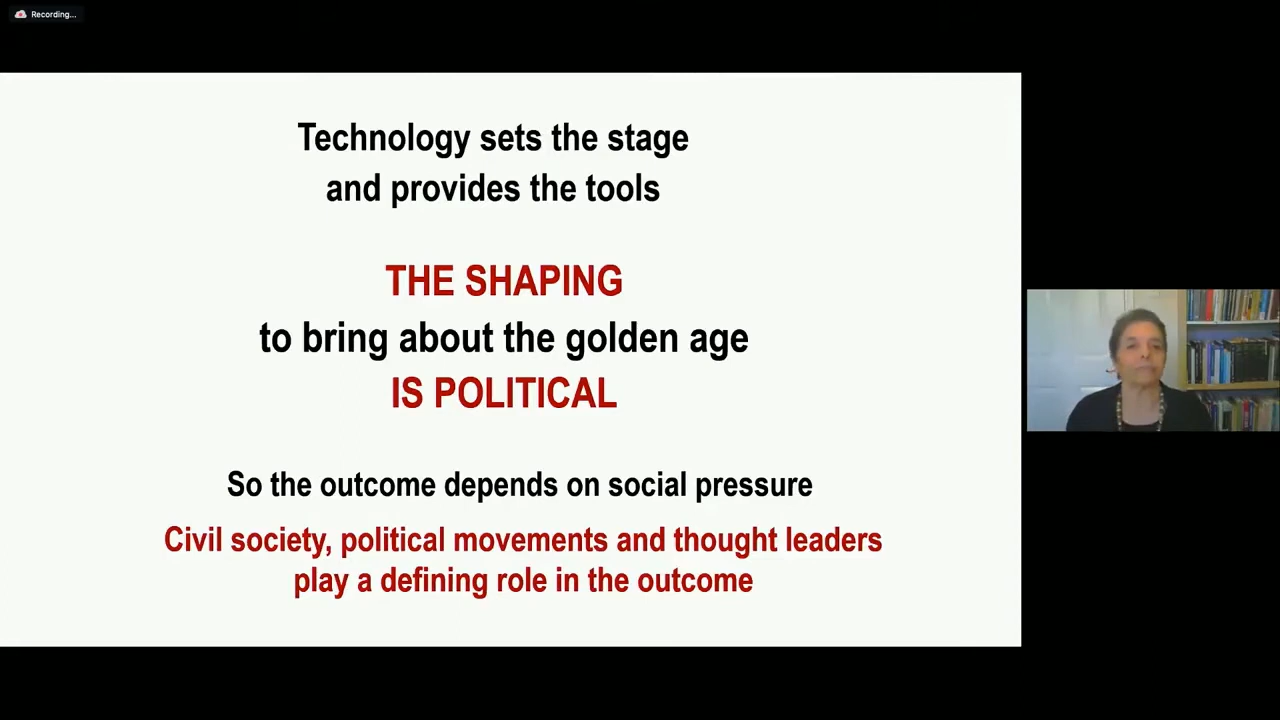 Recording...
Technology sets the stage
and provides the tools
THE SHAPING
to bring about the golden age
IS POLITICAL
So the outcome depends on social pressure
Civil society, political movements and thought leaders
play a defining role in the outcome